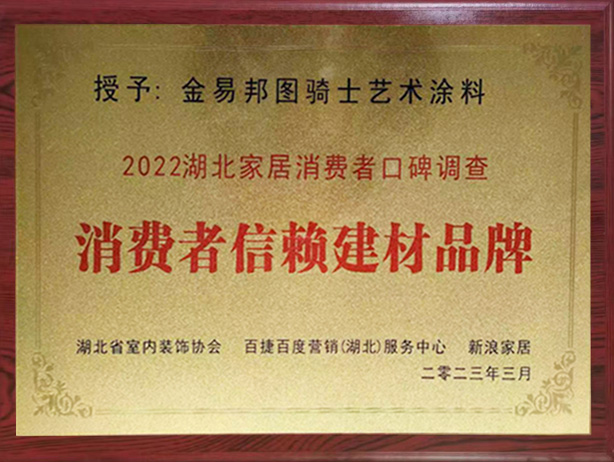 授予: 金易邦图骑士艺术涂料
2022湖北家居消费者口碑调查
消费者信赖建材品牌
湖北省室内装饰协会 百捷百度营销(湖北)服务中心 新浪家居
二零二三年三月